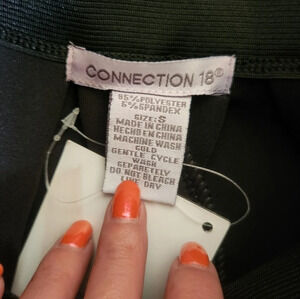 CONNECTION 18®
95%POLYESTER
5%SPANDEX
SIZE:S
MADE IN CHINA
HECHO EN CHINA
MACHINE WASH
COLD
GENTLE CYCLE
WASH
SEPARETELY
DO NOT BLEACH
LINE DRY